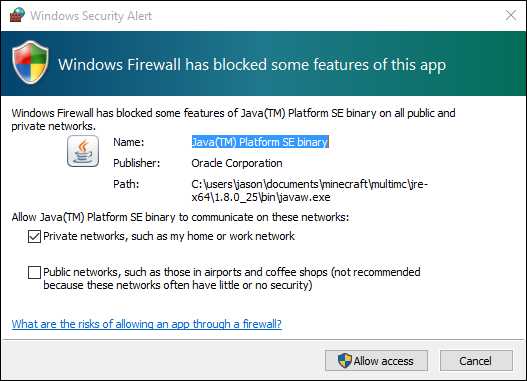 Windows Security Alert
Windows Firewall has blocked some features of this app
Windows Firewall has blocked some features of Java(TM) Platform SE binary on all public and
private networks.
Name: Java(TM) Platform SE binary
Publisher: Oracle Corporation
Path: C:\users\jason\documents\minecraft\multimc\jre-
x64\1.8.0_25\bin\javaw.exe
Allow Java(TM) Platform SE binary to communicate on these networks:
Private networks, such as my home or work network
Public networks, such as those in airports and coffee shops (not recommended
because these networks often have little or no security)
What are the risks of allowing an app through a firewall?
Allow access Cancel